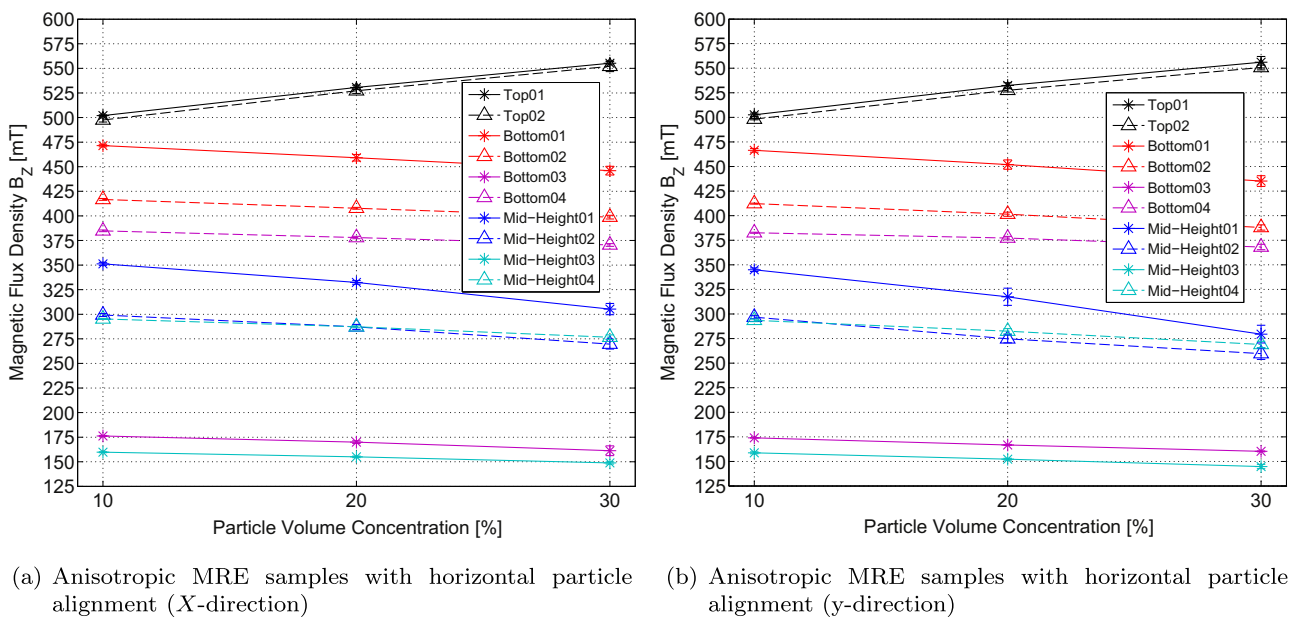 600
575
550
525
500
475
450
425
400
375
350
325
300
275
250
225
200
175
150
125
Magnetic Flux Density B_Z [mT]
10
20
30
Particle Volume Concentration [%]
Top01
Top02
Bottom01
Bottom02
Bottom03
Bottom04
Mid-Height01
Mid-Height02
Mid-Height03
Mid-Height04
(a) Anisotropic MRE samples with horizontal particle
alignment (X-direction)
600
575
550
525
500
475
450
425
400
375
350
325
300
275
250
225
200
175
150
125
Magnetic Flux Density B_Z [mT]
10
20
30
Particle Volume Concentration [%]
Top01
Top02
Bottom01
Bottom02
Bottom03
Bottom04
Mid-Height01
Mid-Height02
Mid-Height03
Mid-Height04
(b) Anisotropic MRE samples with horizontal particle
alignment (y-direction)